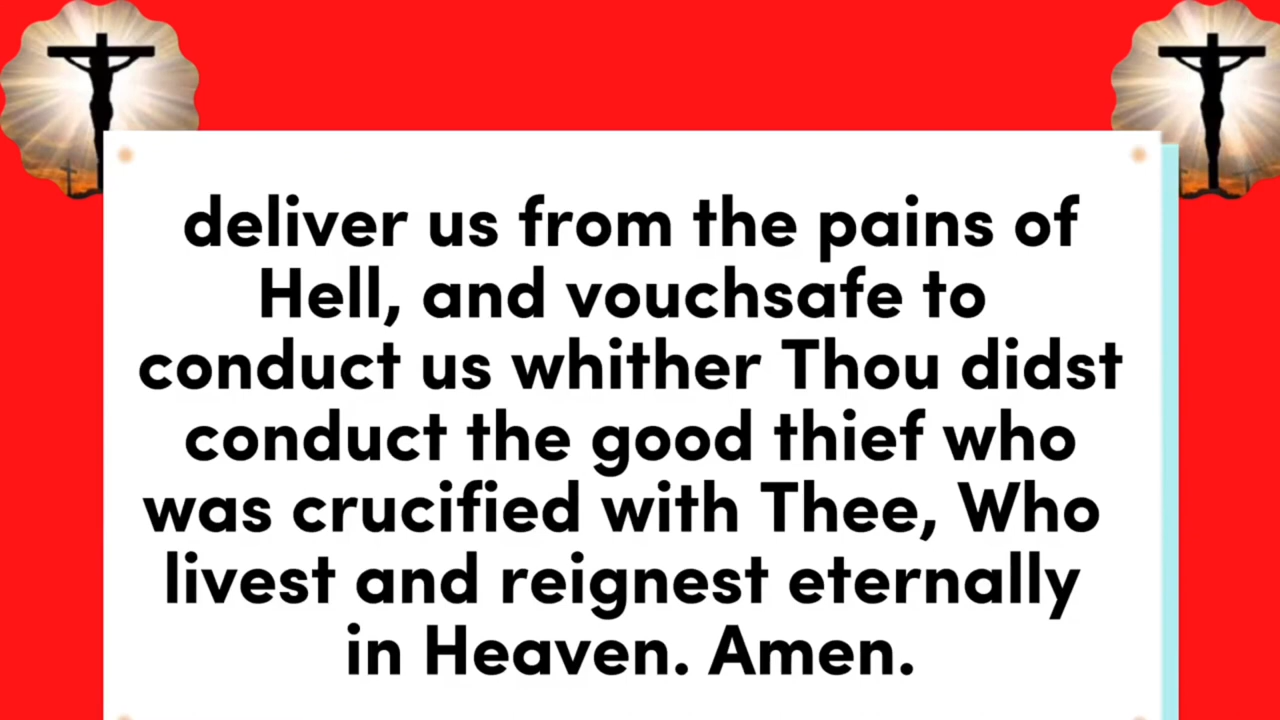 deliver us from the pains of
Hell, and vouchsafe to
conduct us whither Thou didst
conduct the good thief who
was crucified with Thee, Who
livest and reignest eternally
in Heaven. Amen.